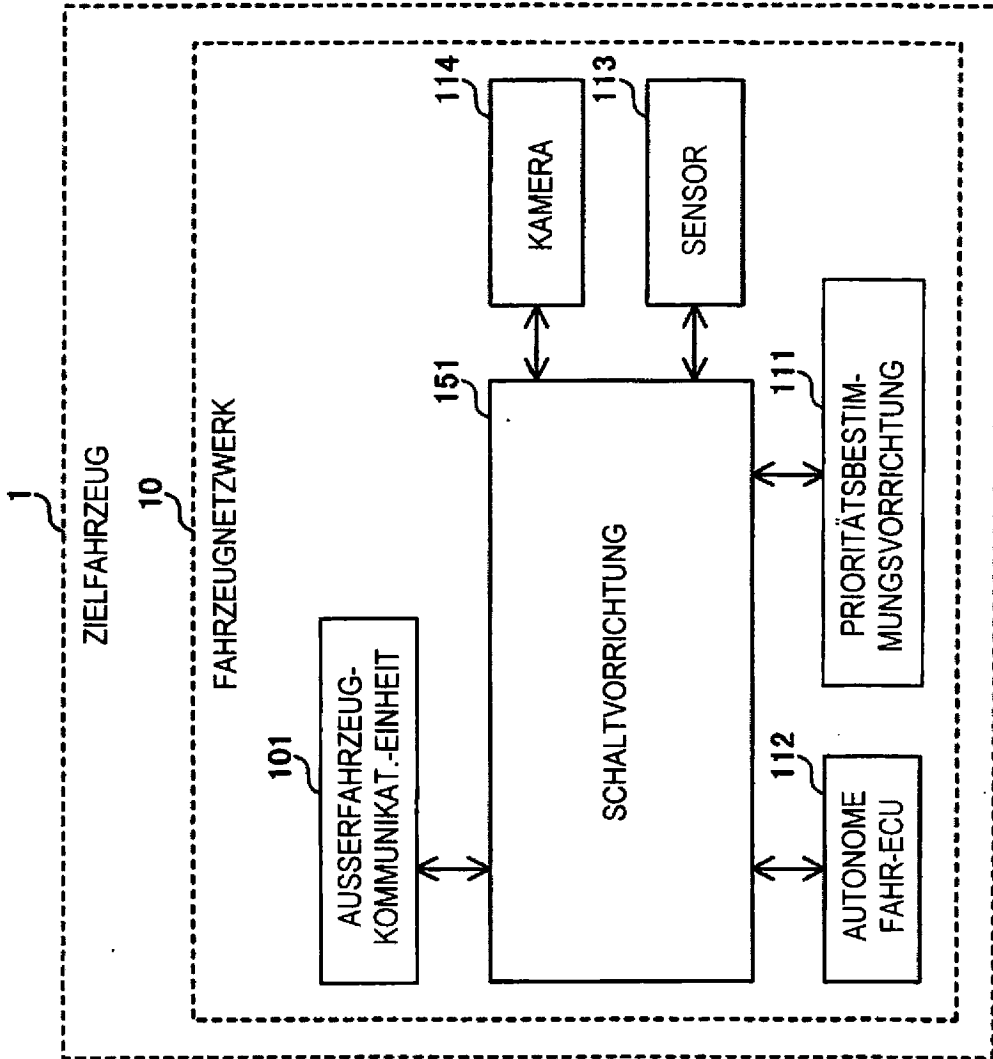 1
ZIELFAHRZEUG
10
FAHRZEUGNETZWERK
101
AUSSERFAHRZEUG-
KOMMUNIKAT.-EINHEIT
151
SCHALTVORRICHTUNG
114
KAMERA
113
SENSOR
112
AUTONOME
FAHR-ECU
111
PRIORITÄTSBESTIM-
MUNGSVORRICHTUNG